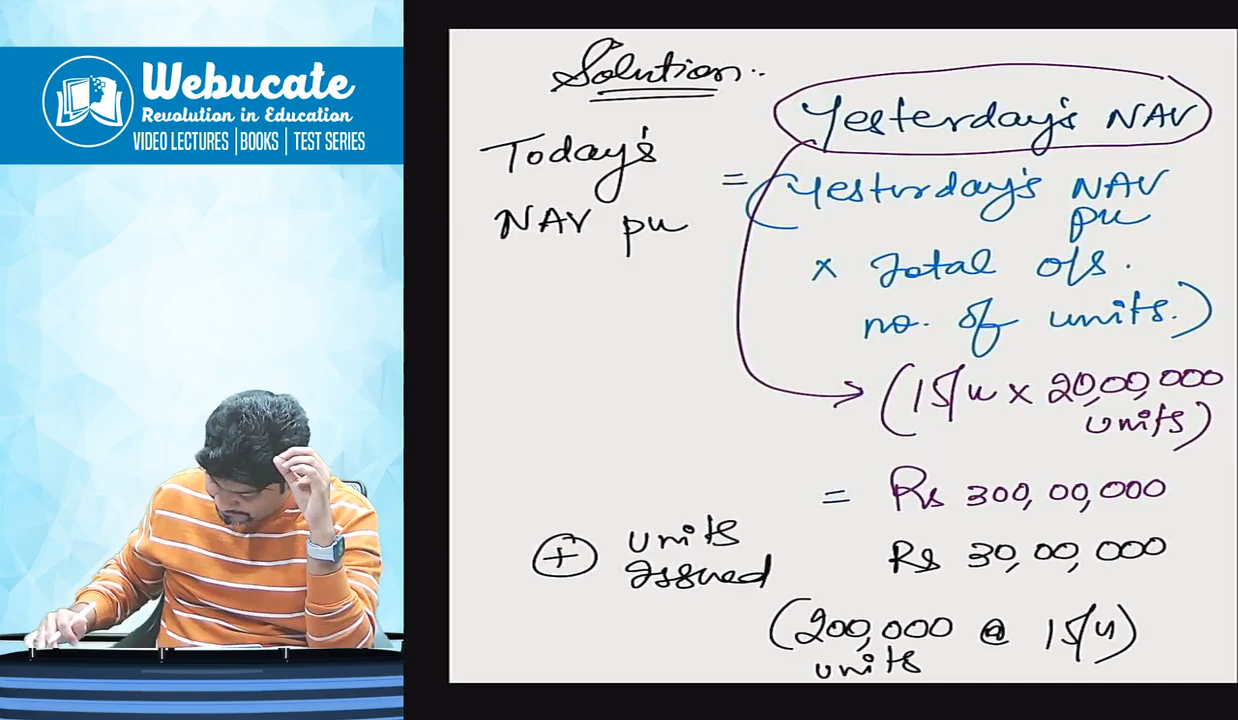 Webucate
Revolution in Education
VIDEO LECTURES | BOOKS | TEST SERIES
Solution..
Yesterday's NAV
Today's
NAV pu
= (Yesterday's NAV
pu
x Total o/s.
no. of units.)
(15/u x 20,00,000
units)
= Rs 300,00,000
+ units
issued
Rs 30,00,000
(200,000 @ 15/u)
units